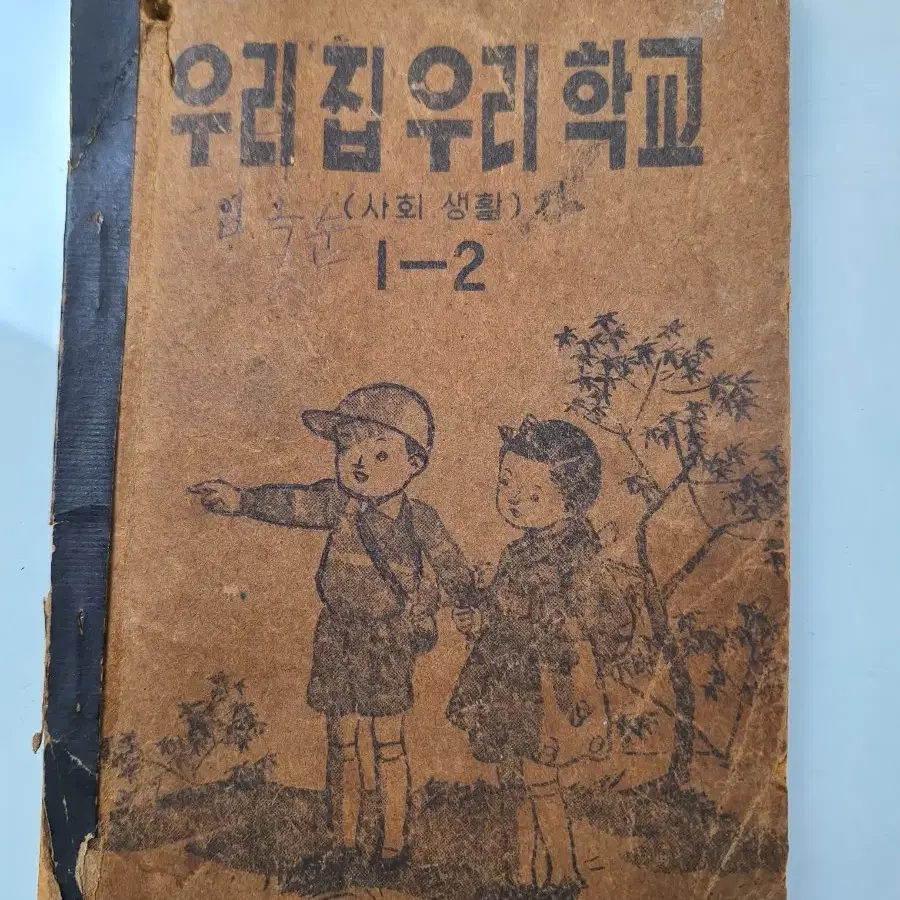 우리 집 우리 학교
(사회 생활)
1-2